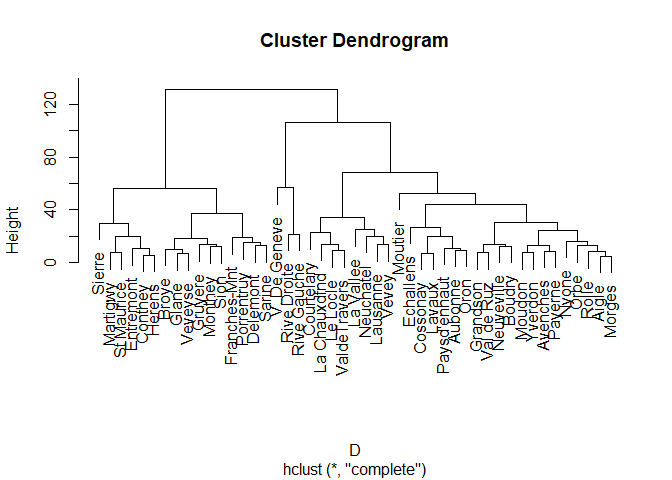 Cluster Dendrogram
Height
0
40
80
120
Sierre
Martigwy
St Maurice
Entremont
Conthey
Herens
Broye
Glane
Veveyse
Gruyere
Monthey
Sion
Franches-Mnt
Porrentruy
Delemont
Sarine
V. De Geneve
Rive Droite
Rive Gauche
Courtelary
La Chauxdfnd
Le Locle
ValdeTravers
La Vallee
Neuchatel
Lausanne
Vevey
Moutier
Echallens
Cossonay
Lavaux
Paysd'enhaut
Aubonne
Oron
Grandson
Val de Ruz
Neuveville
Boudry
Moudon
Yverdon
Avenches
Payerne
Nyone
Orbe
Rolle
Aigle
Morges
D
hclust (*, "complete")